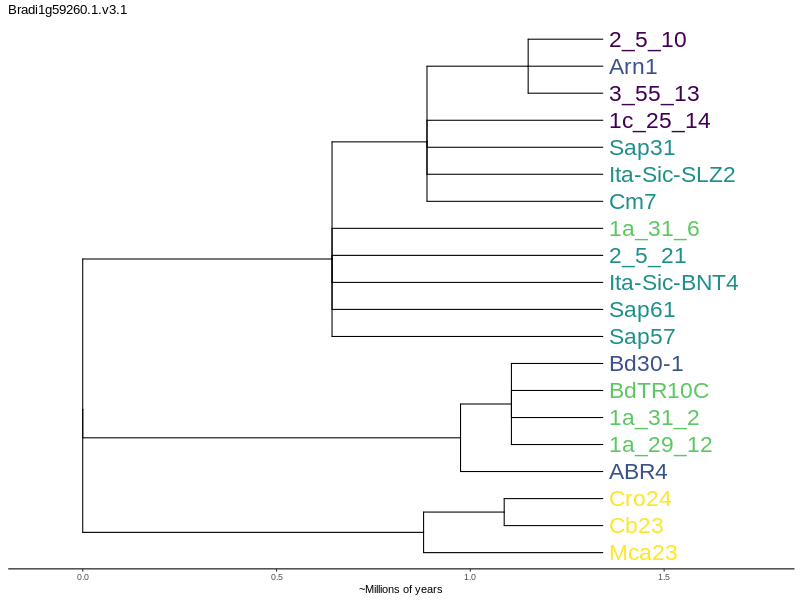 Bradi1g59260.1.v3.1
2_5_10
Arn1
3_55_13
1c_25_14
Sap31
Ita-Sic-SLZ2
Cm7
1a_31_6
2_5_21
Ita-Sic-BNT4
Sap61
Sap57
Bd30-1
BdTR10C
1a_31_2
1a_29_12
ABR4
Cro24
Cb23
Mca23
0.0 0.5 1.0 1.5
~Millions of years